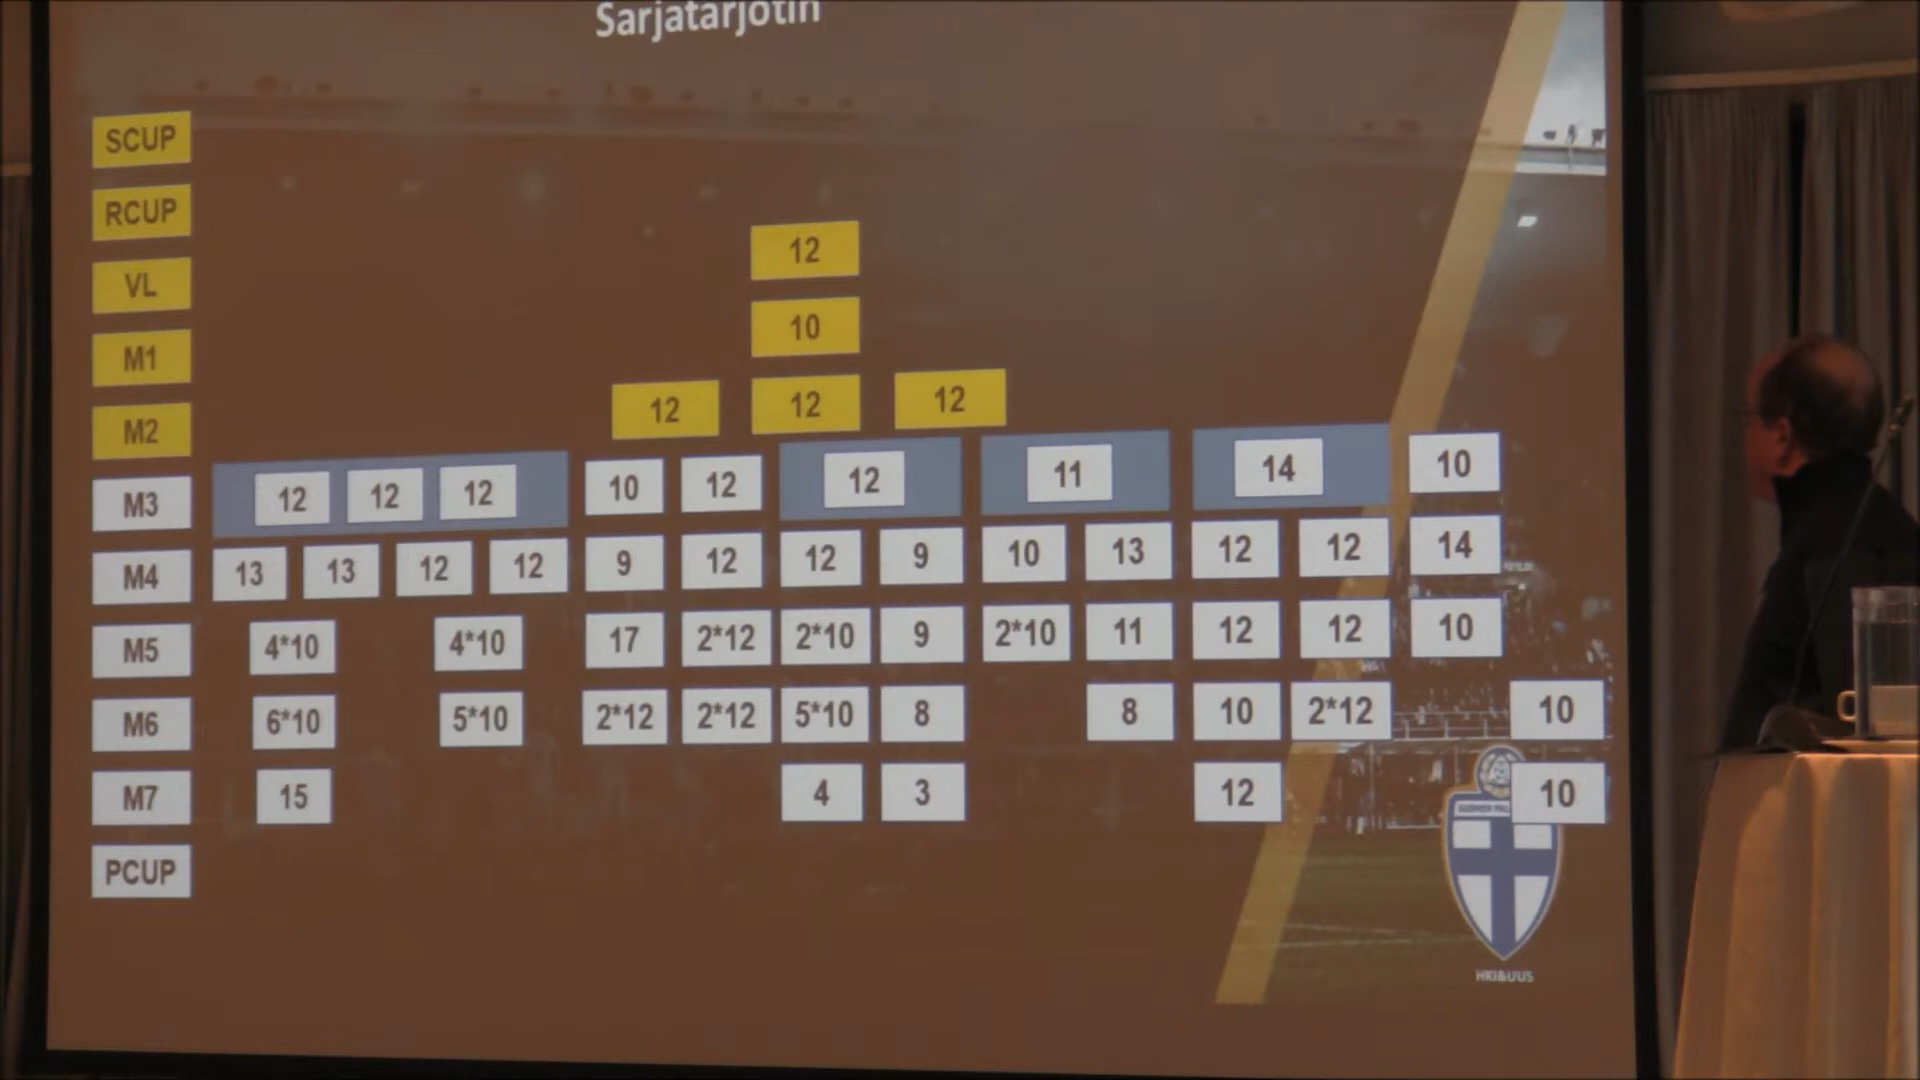 Sarjatarjotin
SCUP
RCUP
VL 12
M1 10
M2 12 12 12
M3 12 12 12 10 12 12 11 14 10
M4 13 13 12 12 9 12 12 9 10 13 12 12 14
M5 4*10 4*10 17 2*12 2*10 9 2*10 11 12 12 10
M6 6*10 5*10 2*12 2*12 5*10 8 8 10 2*12 10
M7 15 4 3 12 10
PCUP
HKI&UUS